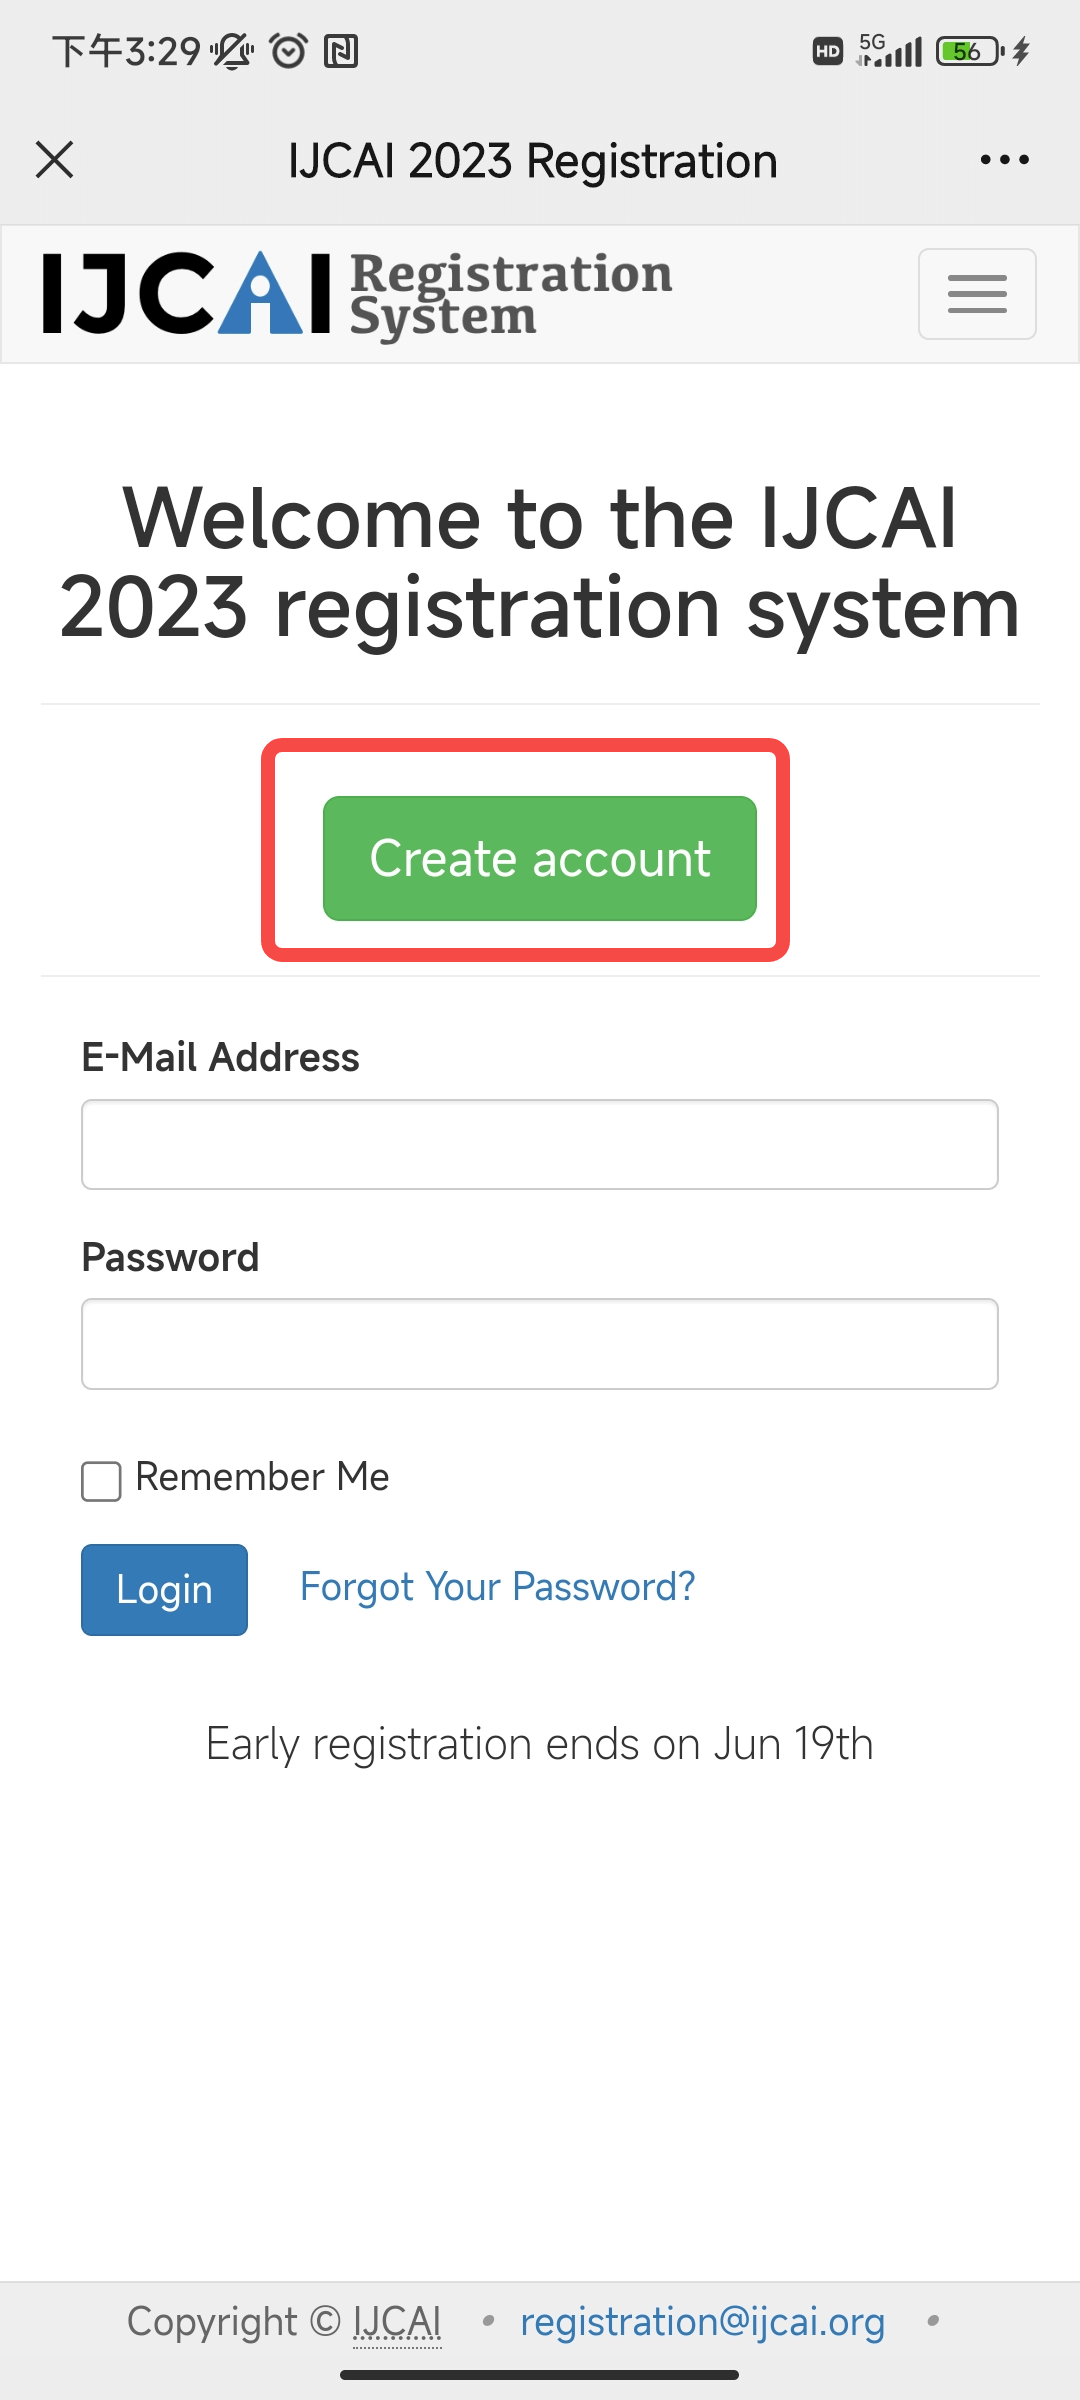 下午3:29
HD 5G 56
IJCAI 2023 Registration
IJCAI Registration
System
Welcome to the IJCAI
2023 registration system
Create account
E-Mail Address
Password
Remember Me
Login Forgot Your Password?
Early registration ends on Jun 19th
Copyright © IJCAI • registration@ijcai.org •